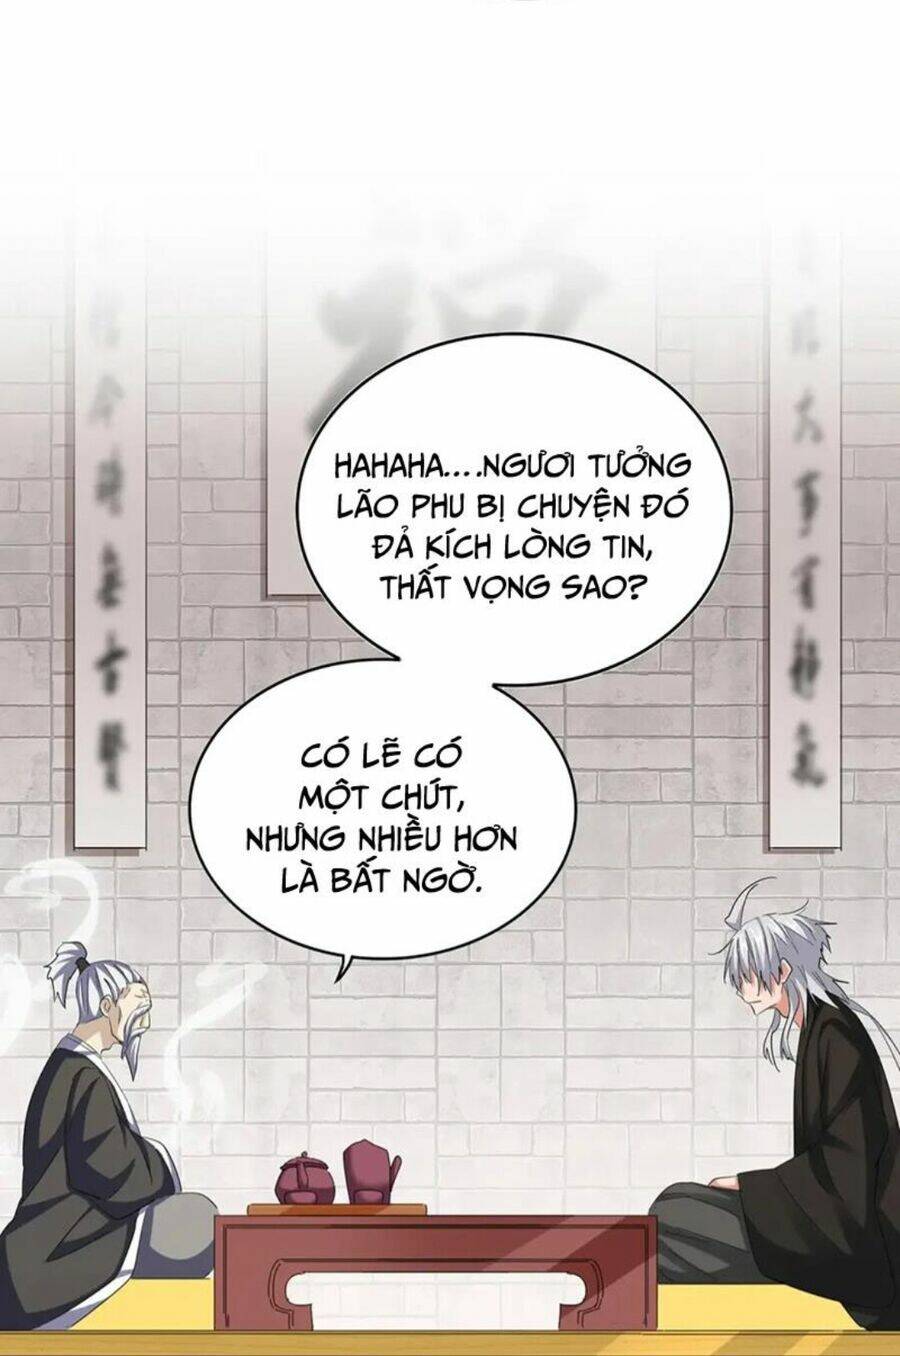 HAHAHA....NGƯƠI TƯỞNG
LÃO PHU BỊ CHUYỆN ĐÓ
ĐẢ KÍCH LÒNG TIN,
THẤT VỌNG SAO?
CÓ LẼ CÓ
MỘT CHÚT,
NHƯNG NHIỀU HƠN
LÀ BẤT NGỜ.